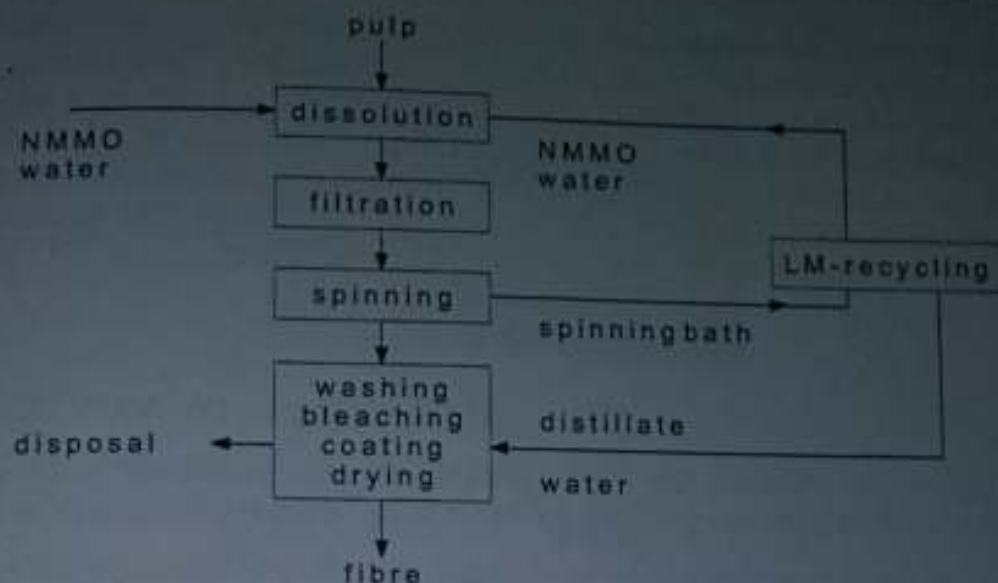 pulp
dissolution
NMMO
water
NMMO
water
filtration
LM-recycling
spinning
spinning bath
washing
bleaching
coating
drying
disposal
distillate
water
fibre